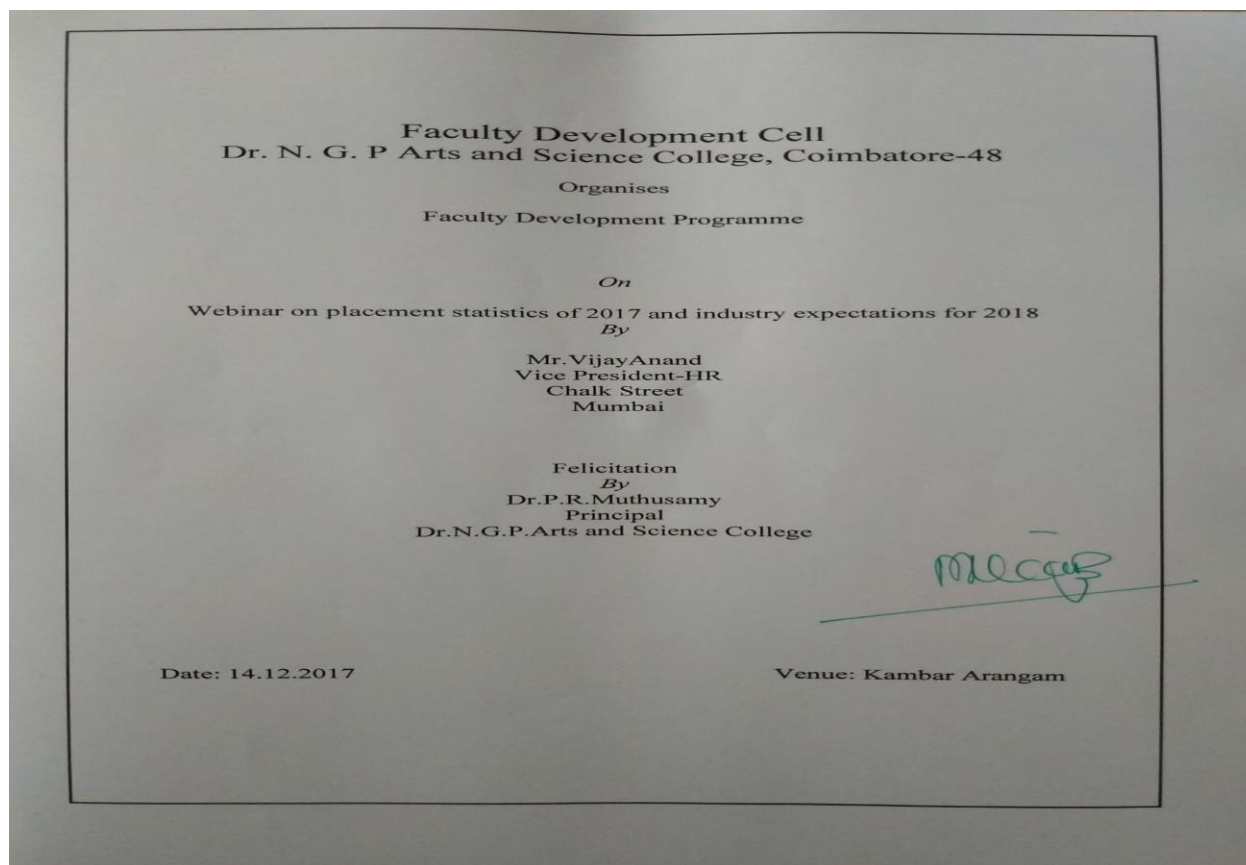 Faculty Development Cell
Dr. N. G. P Arts and Science College, Coimbatore-48
Organises
Faculty Development Programme
On
Webinar on placement statistics of 2017 and industry expectations for 2018
By
Mr.VijayAnand
Vice President-HR
Chalk Street
Mumbai
Felicitation
By
Dr.P.R.Muthusamy
Principal
Dr.N.G.P.Arts and Science College
Date: 14.12.2017 Venue: Kambar Arangam